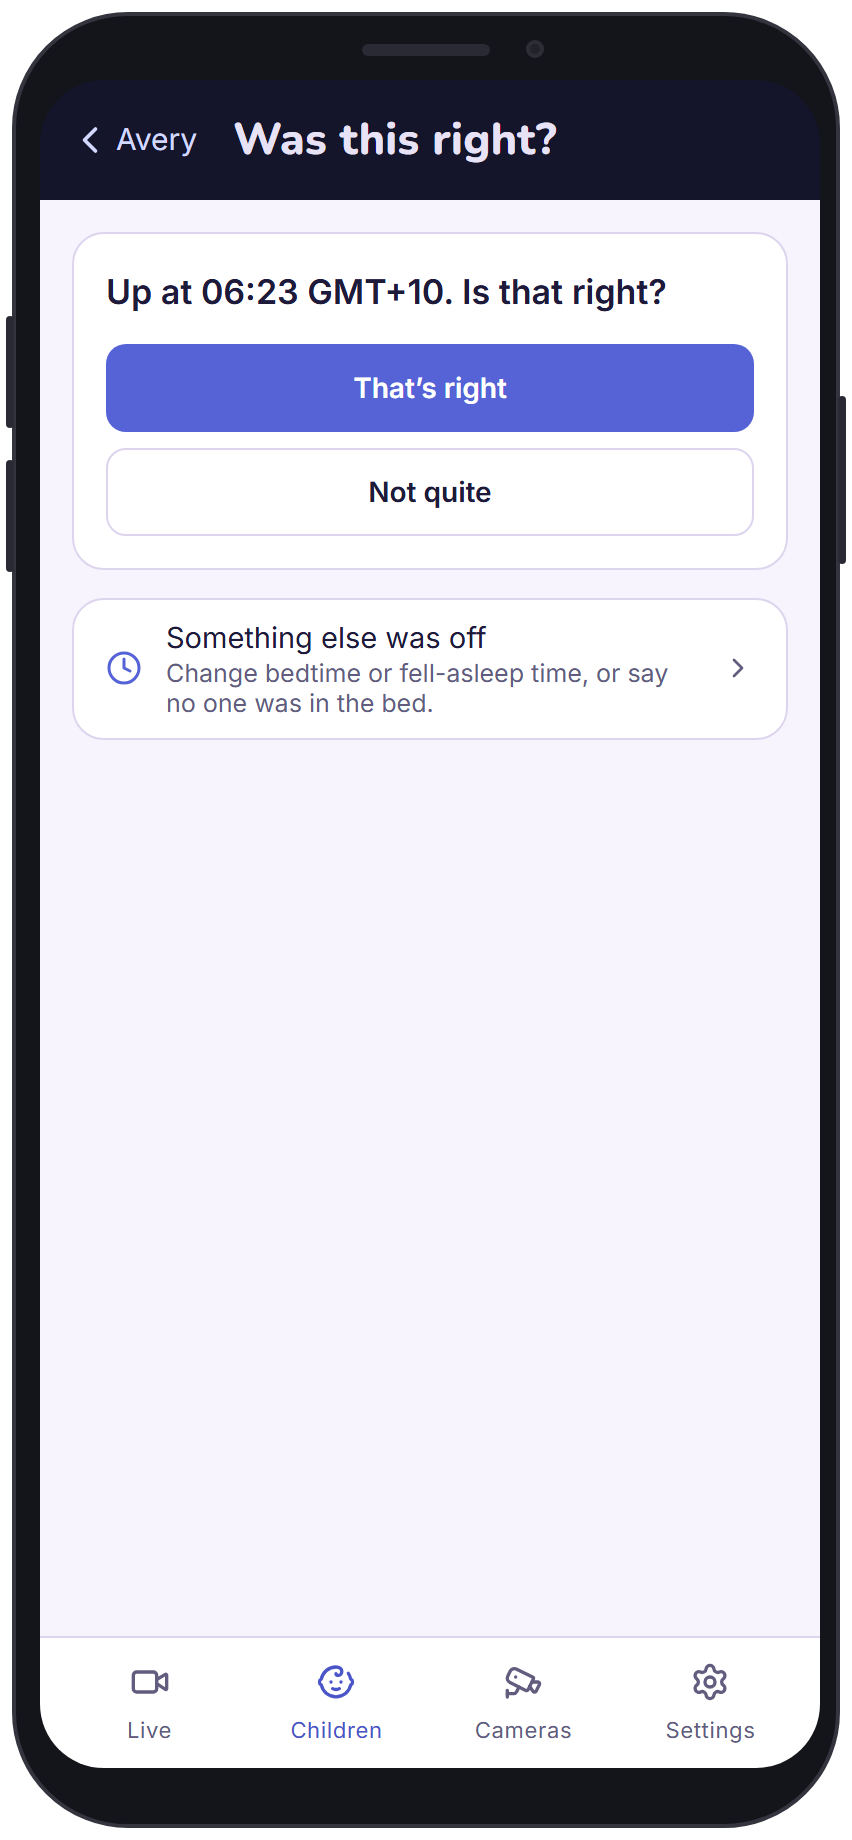 Avery
Was this right?
Up at 06:23 GMT+10. Is that right?
That’s right
Not quite
Something else was off
Change bedtime or fell-asleep time, or say
no one was in the bed.
Live
Children
Cameras
Settings